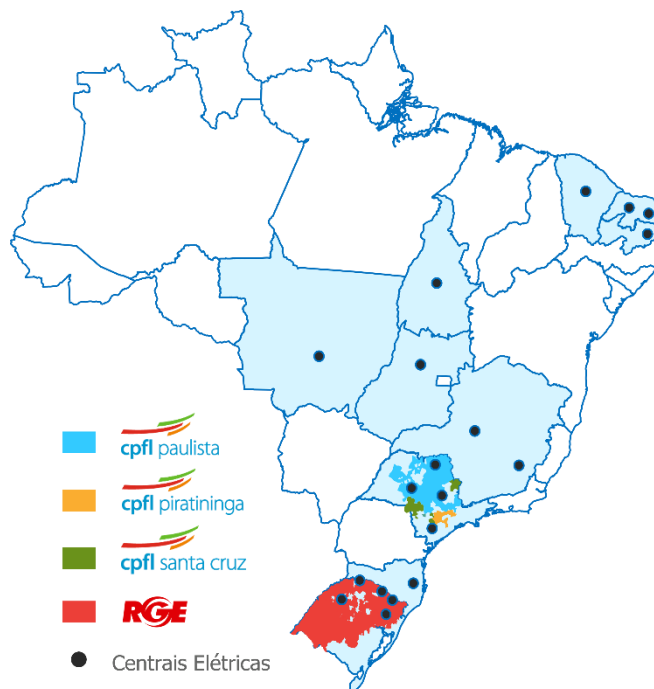 cpfl paulista
cpfl piratininga
cpfl santa cruz
RGE
Centrais Elétricas